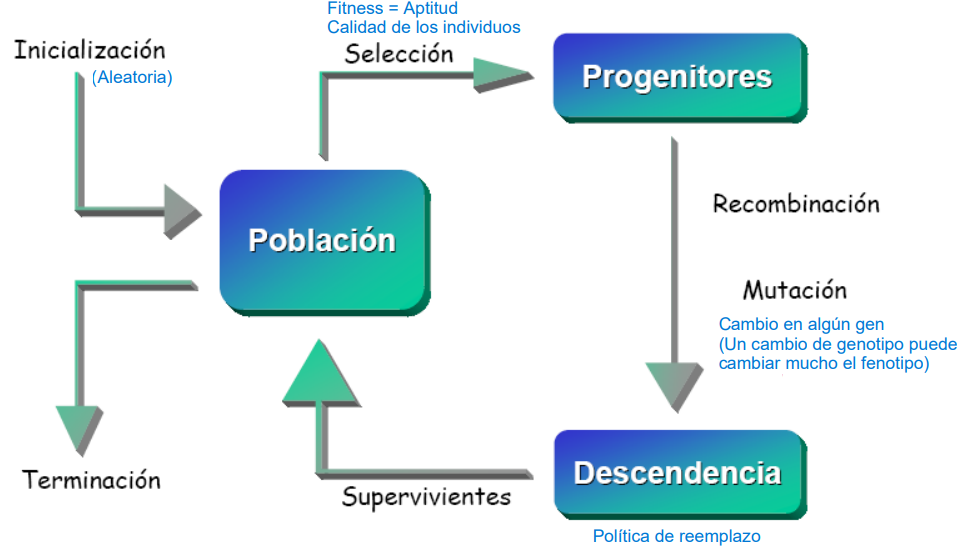 Fitness = Aptitud
Calidad de los individuos
Inicialización
(Aleatoria)
Selección
Progenitores
Población
Recombinación
Mutación
Cambio en algún gen
(Un cambio de genotipo puede
cambiar mucho el fenotipo)
Terminación
Supervivientes
Descendencia
Política de reemplazo